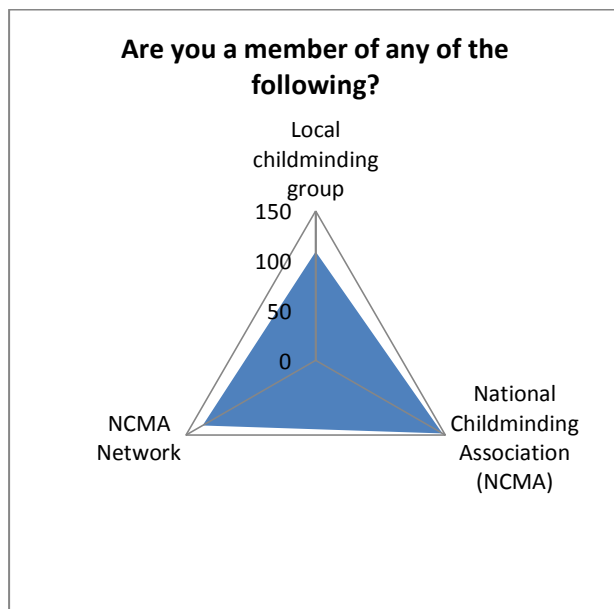 Are you a member of any of the
following?
Local
childminding
group
150
100
50
0
National
Childminding
Association
(NCMA)
NCMA
Network